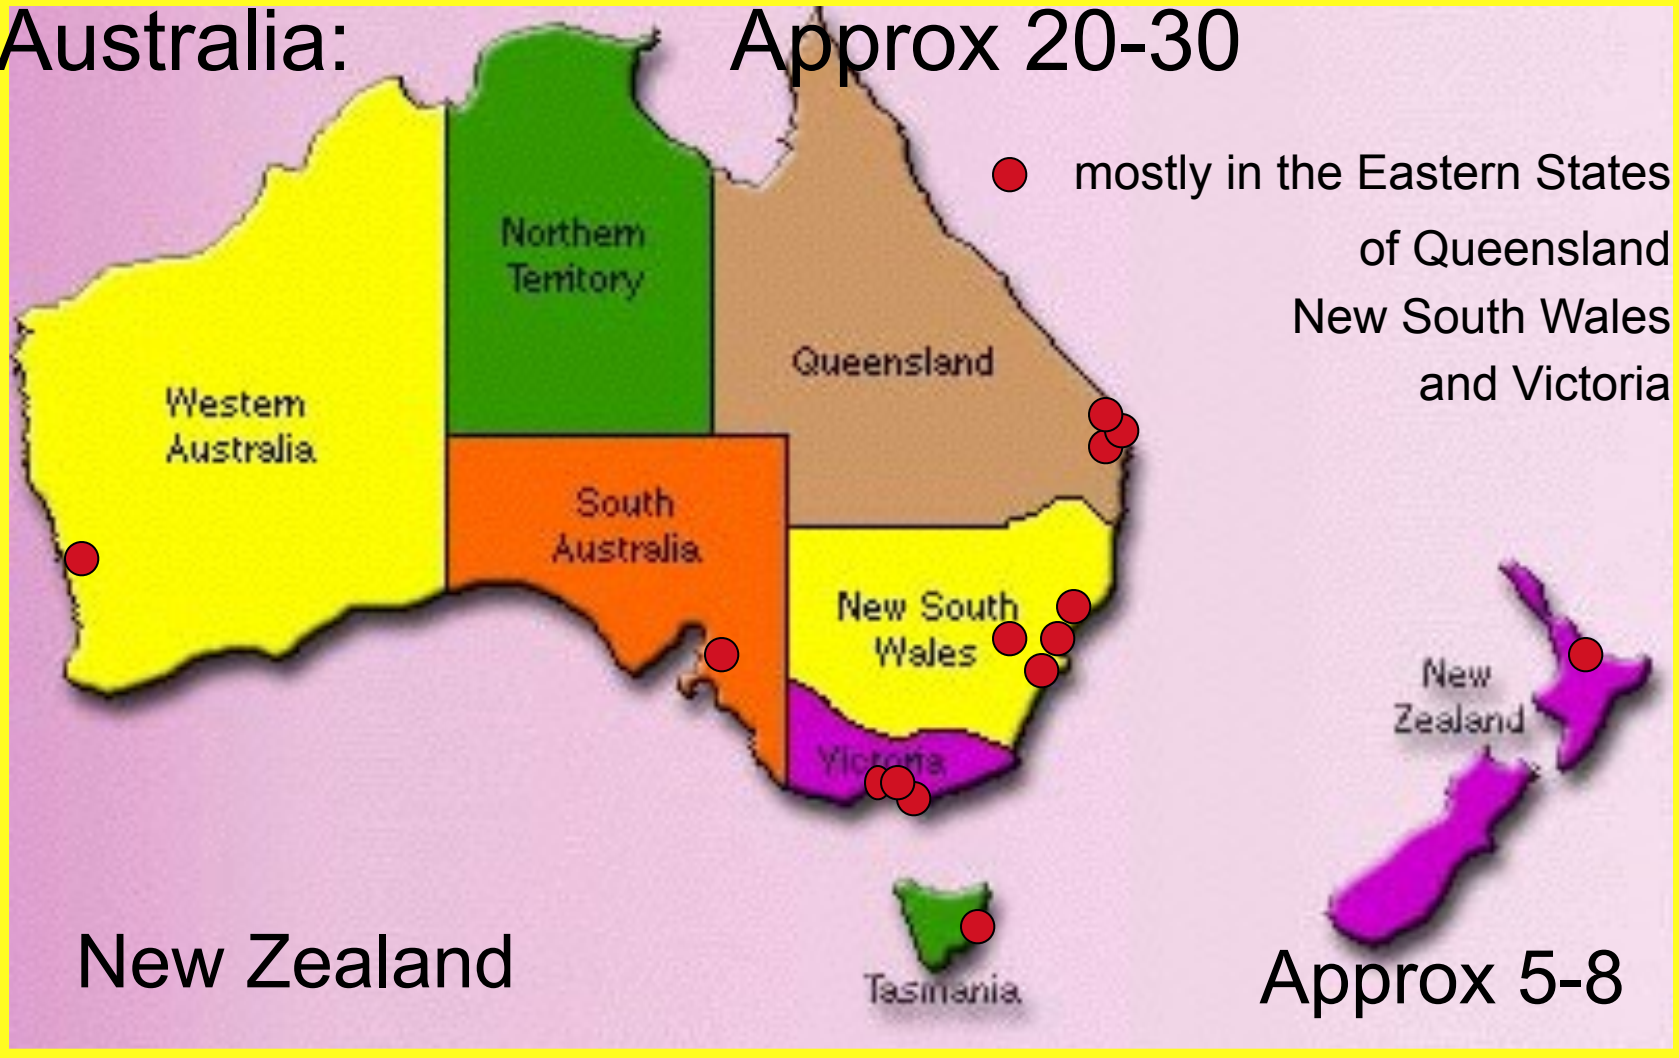 Australia: Approx 20-30
mostly in the Eastern States
of Queensland
New South Wales
and Victoria
Northern
Territory
Queensland
Western
Australia
South
Australia
New South
Wales
Victoria
New
Zealand
Tasmania
New Zealand
Approx 5-8